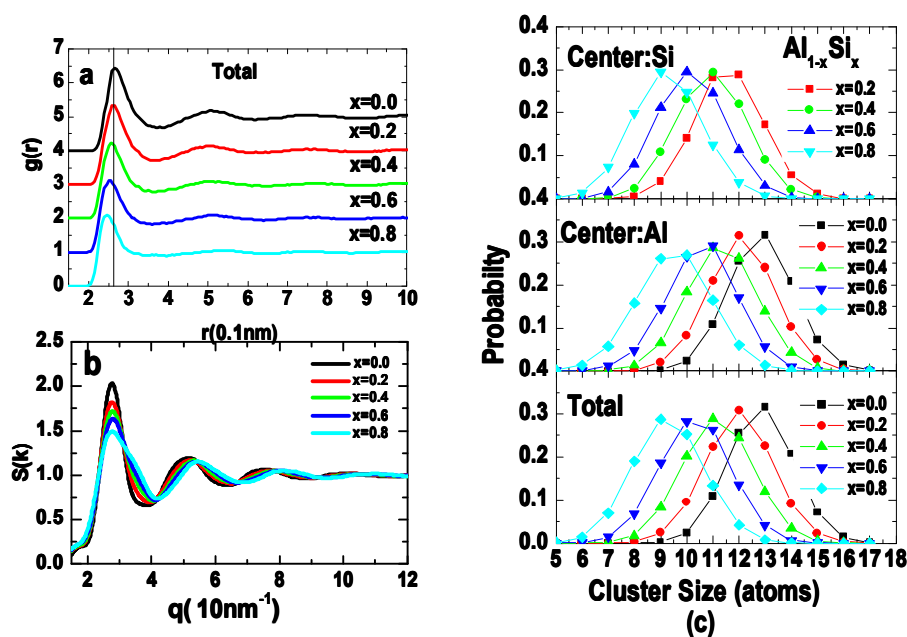 a
Total
g(r)
7
6
5
4
3
2
1
0
x=0.0
x=0.2
x=0.4
x=0.6
x=0.8
2 3 4 5 6 7 8 9 10
r(0.1nm)
b
S(k)
2.5
2.0
1.5
1.0
0.5
0.0
x=0.0
x=0.2
x=0.4
x=0.6
x=0.8
2 4 6 8 10 12
q( 10nm⁻¹)
Probablity
0.4
0.3
0.2
0.1
Center:Si
Al₁₋ₓSiₓ
x=0.2
x=0.4
x=0.6
x=0.8
0.4
0.3
0.2
0.1
Center:Al
x=0.0
x=0.2
x=0.4
x=0.6
x=0.8
0.4
0.3
0.2
0.1
0.0
Total
x=0.0
x=0.2
x=0.4
x=0.6
x=0.8
5 6 7 8 9 10 11 12 13 14 15 16 17 18
Cluster Size (atoms)
(c)